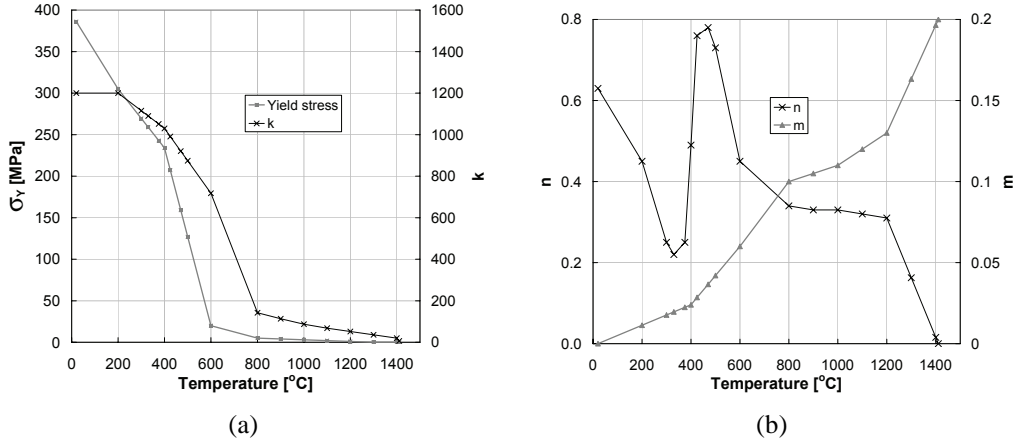 400
350
300
250
200
150
100
50
0
σY [MPa]
1600
1400
1200
1000
800
600
400
200
0
k
Yield stress
k
0 200 400 600 800 1000 1200 1400
Temperature [°C]
(a)
0.8
0.6
0.4
0.2
0.0
n
0.2
0.15
0.1
0.05
0
m
n
m
0 200 400 600 800 1000 1200 1400
Temperature [°C]
(b)